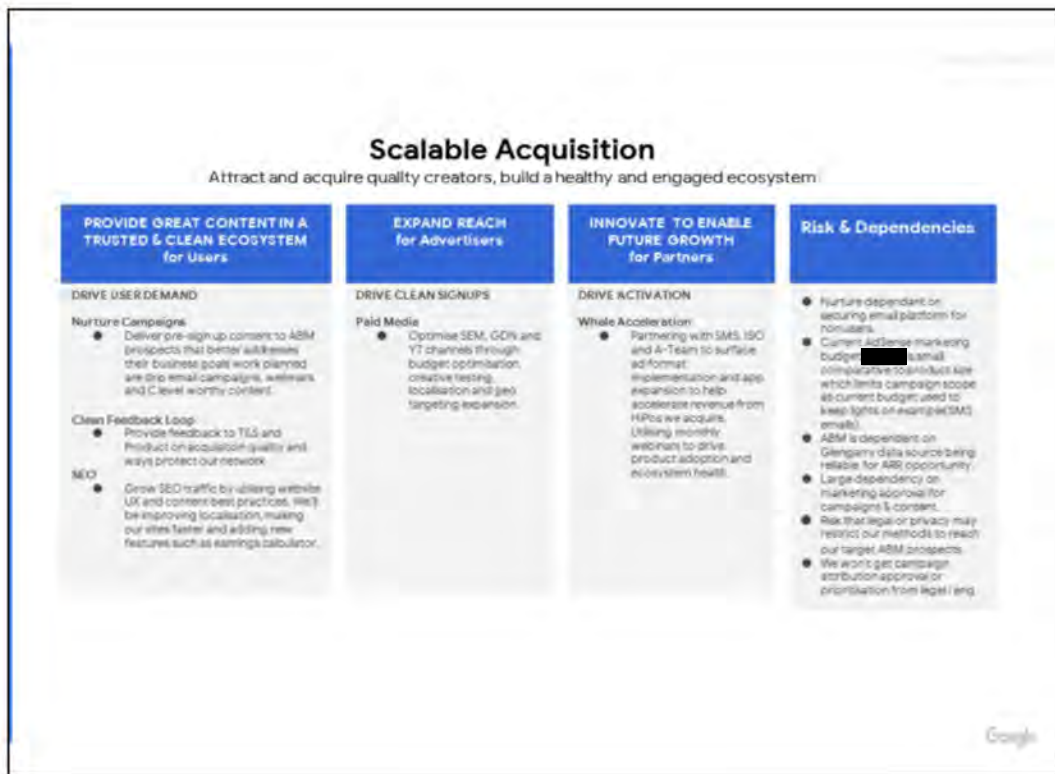 Scalable Acquisition
Attract and acquire quality creators, build a healthy and engaged ecosystem
PROVIDE GREAT CONTENT IN A
TRUSTED & CLEAN ECOSYSTEM
for Users
DRIVE USER DEMAND
Nurture Campaigns
● Deliver pre-sign up content to ABM
prospects that better addresses
their business goals work planned
are drip email campaigns, webinars
and C level worthy content.
Clean Feedback Loop
● Provide feedback to T&S and
Product on acquisition quality and
ways protect our network
SEO
● Grow SEO traffic by utilising website
UX and content best practices. We'll
be improving localisation, making
our sites faster and adding new
features such as earnings calculator.
EXPAND REACH
for Advertisers
DRIVE CLEAN SIGNUPS
Paid Media
● Optimise SEM, GDN and
YT channels through
budget optimisation,
creative testing,
localisation and geo
targeting expansion.
INNOVATE TO ENABLE
FUTURE GROWTH
for Partners
DRIVE ACTIVATION
Whale Acceleration
● Partnering with SMS, ISO
and A-Team to surface
ad format
implementation and app
expansion to help
accelerate revenue from
HiPos we acquire.
Utilising monthly
webinars to drive
product adoption and
ecosystem health.
Risk & Dependencies
● Nurture dependant on
securing email platform for
nonusers.
● Current AdSense marketing
budget small
comparative to product size
which limits campaign scope
as current budget used to
keep lights on example(SMS
emails).
● ABM is dependent on
Glengarry data source being
reliable for ARR opportunity.
● Large dependency on
marketing approval for
campaigns & consent.
● Risk that legal or privacy may
restrict our methods to reach
our target ABM prospects
● We won't get campaign
attribution approval or
prioritisation from legal / eng
Google